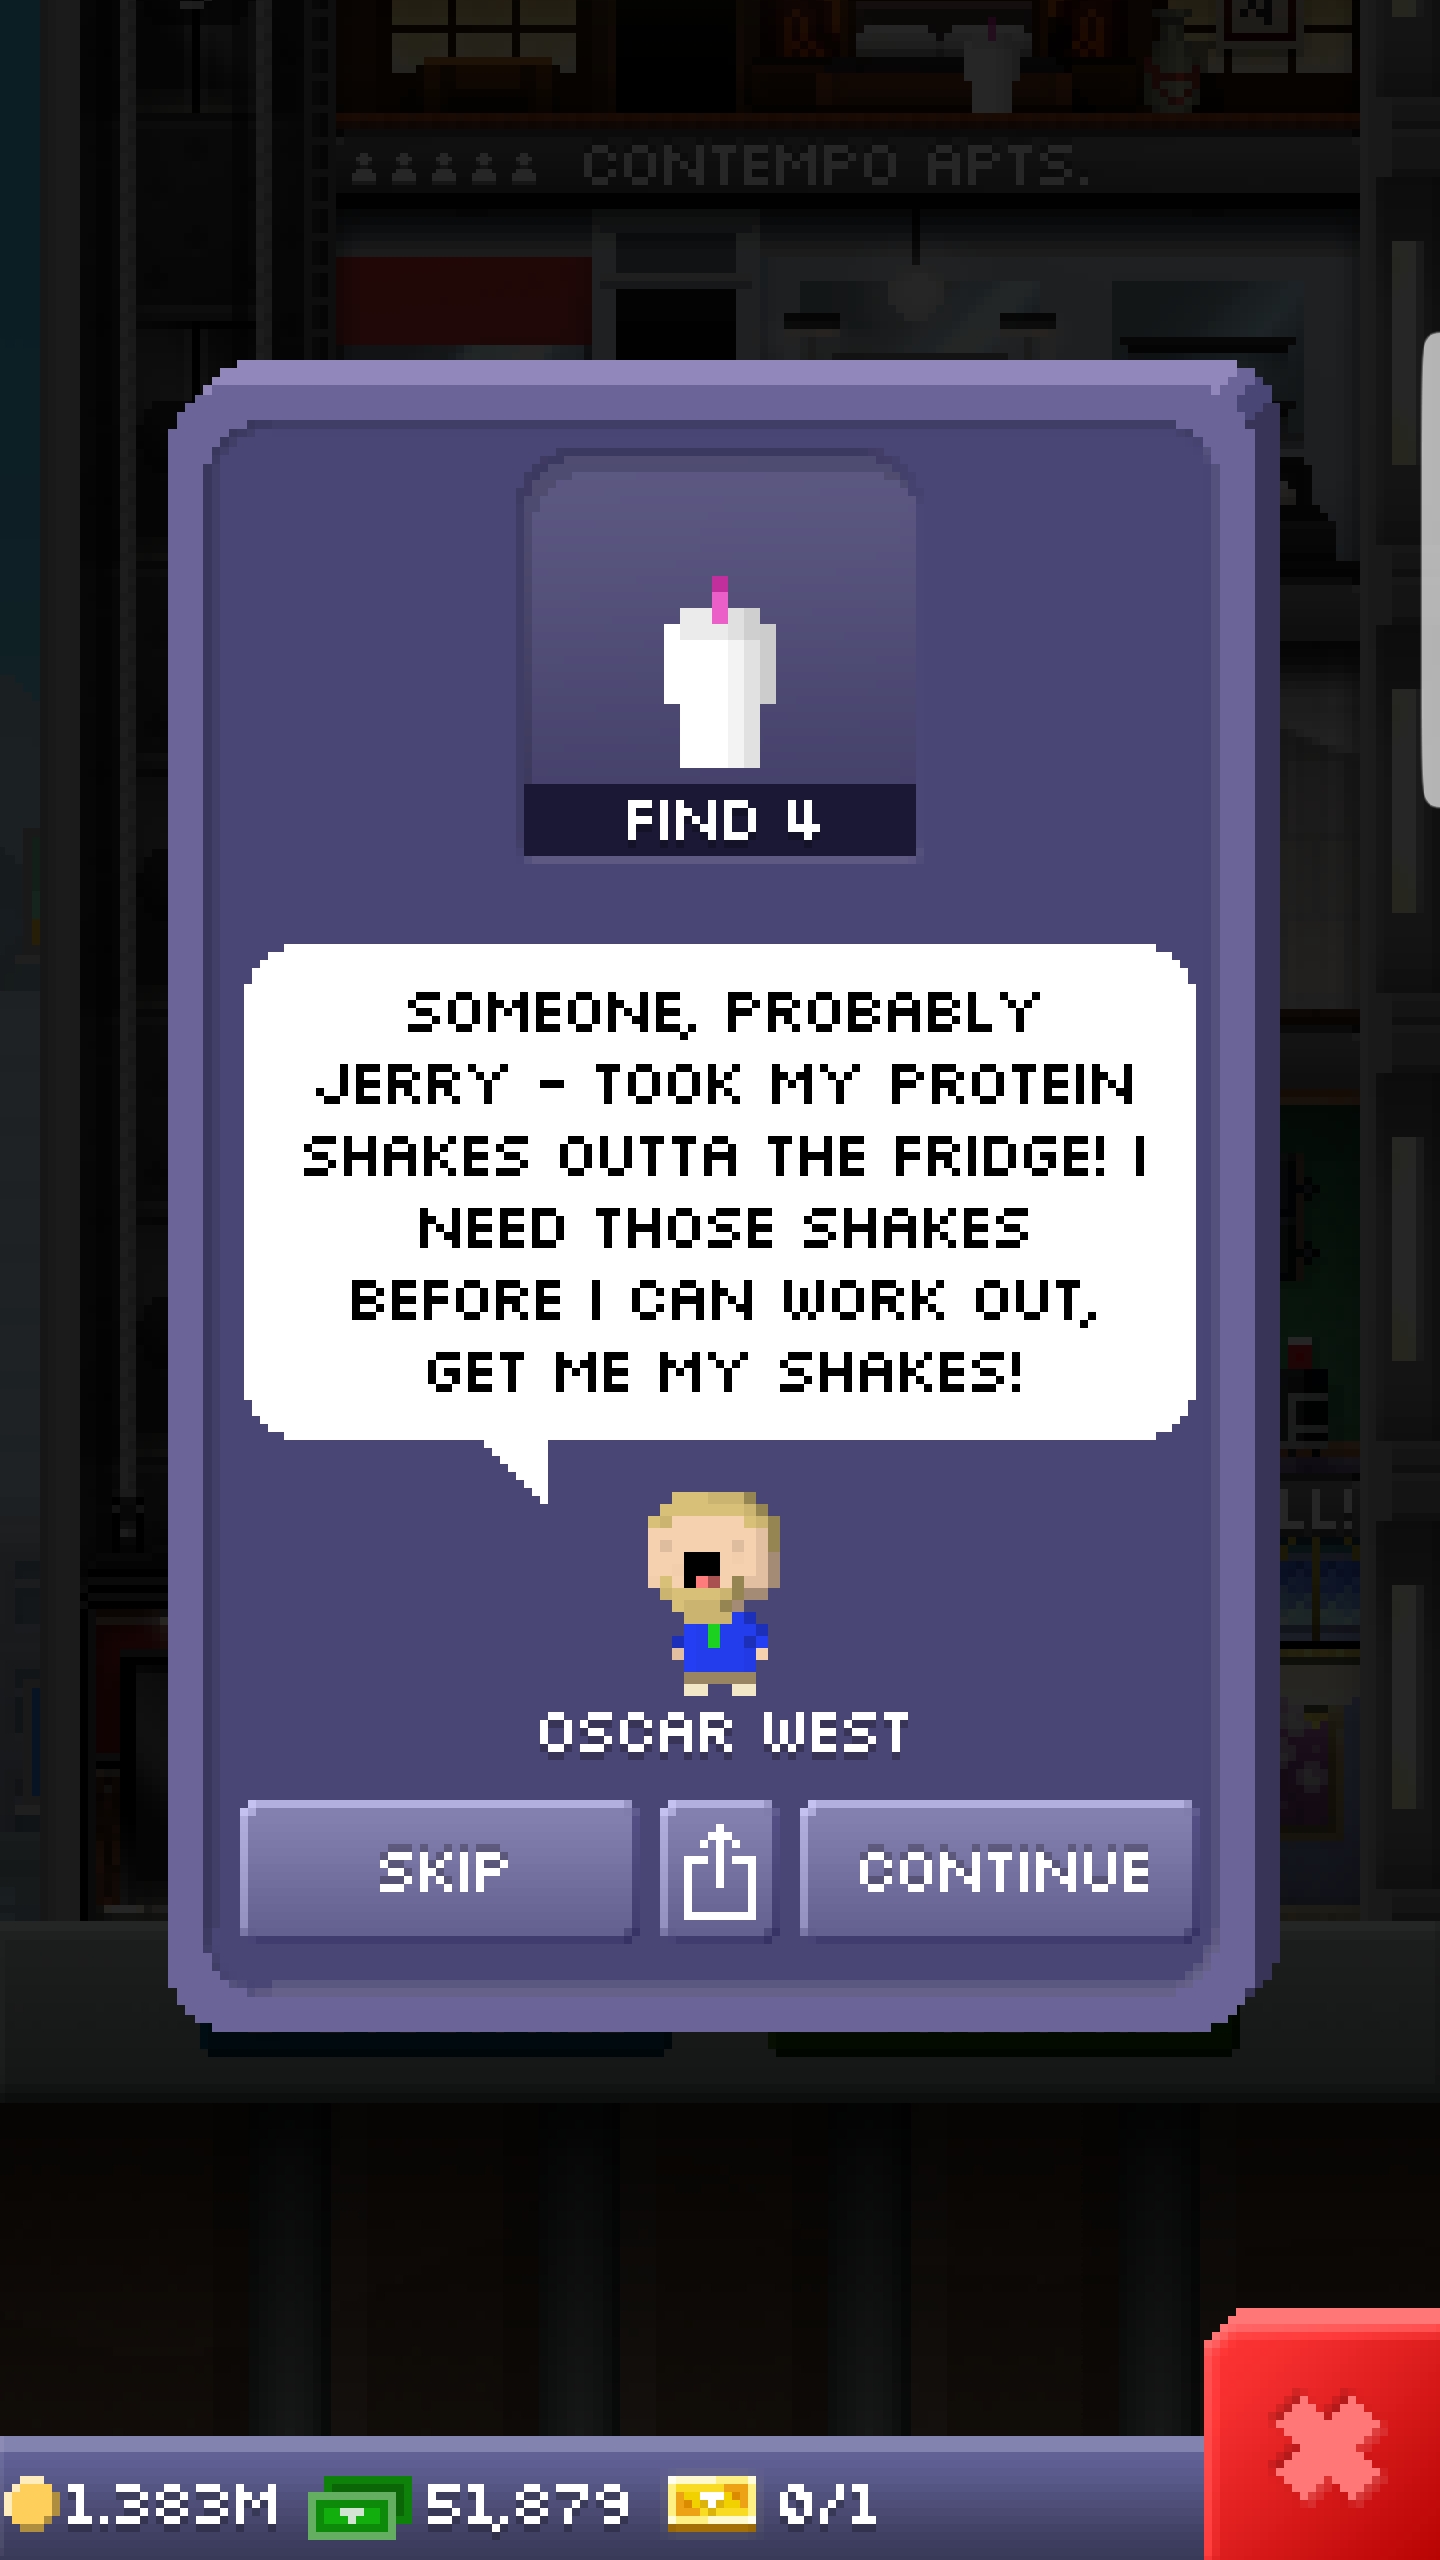 CONTEMPO APTS.
FIND 4
SOMEONE, PROBABLY
JERRY - TOOK MY PROTEIN
SHAKES OUTTA THE FRIDGE! I
NEED THOSE SHAKES
BEFORE I CAN WORK OUT,
GET ME MY SHAKES!
LL!
OSCAR WEST
SKIP CONTINUE
1.383M 51,879 0/1